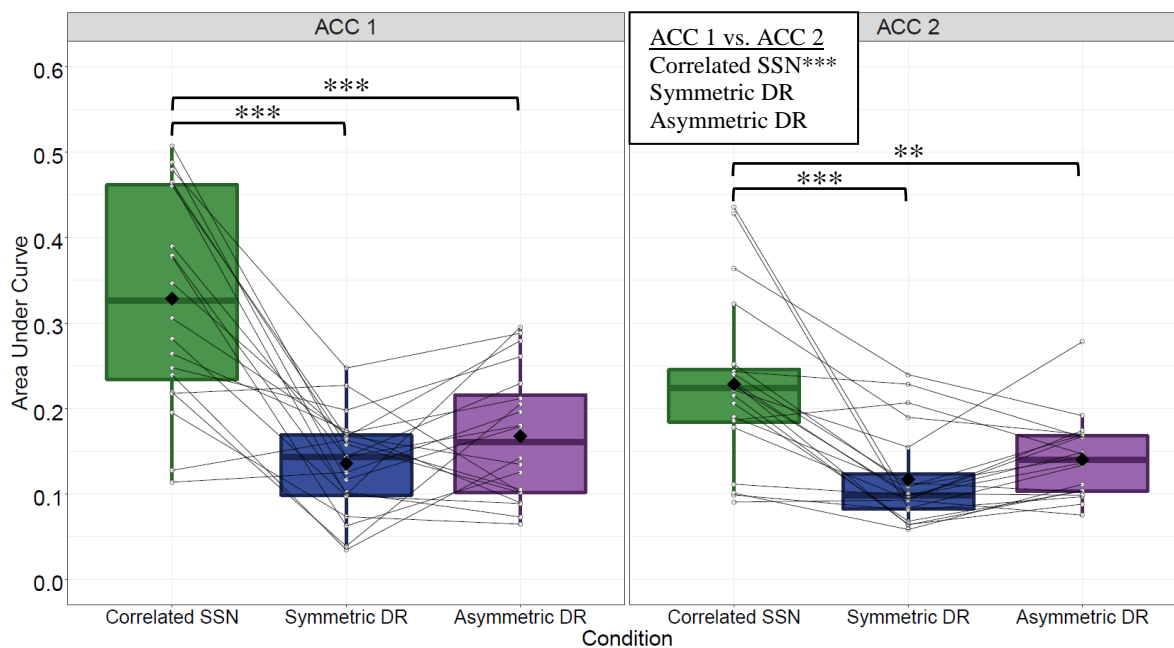 ACC 1
ACC 2
ACC 1 vs. ACC 2
Correlated SSN***
Symmetric DR
Asymmetric DR
0.6
0.5
0.4
0.3
0.2
0.1
0.0
Area Under Curve
***
***
**
***
Correlated SSN Symmetric DR Asymmetric DR
Correlated SSN Symmetric DR Asymmetric DR
Condition